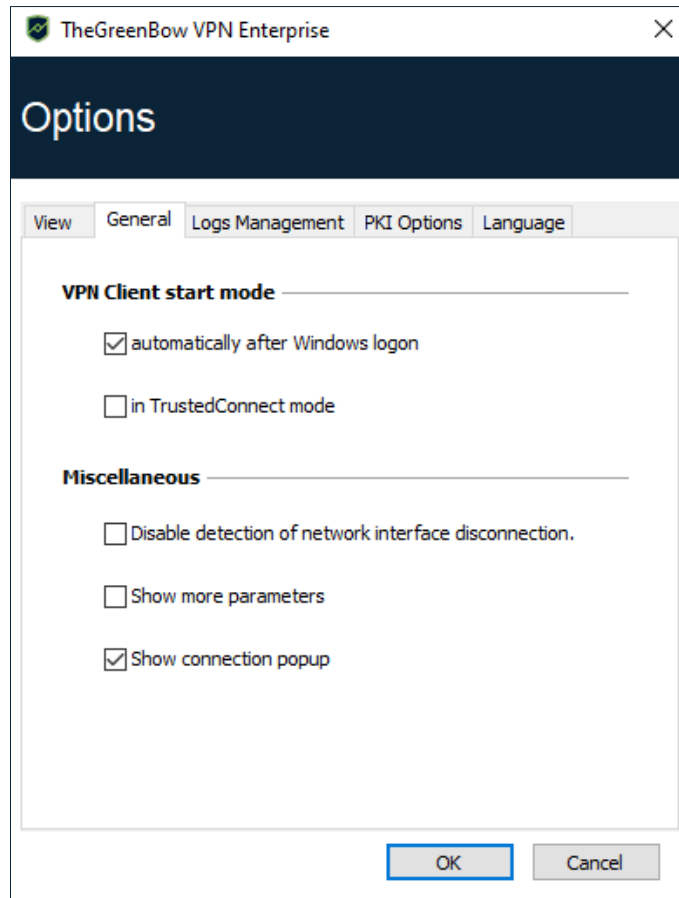 TheGreenBow VPN Enterprise
Options
View General Logs Management PKI Options Language
VPN Client start mode
automatically after Windows logon
in TrustedConnect mode
Miscellaneous
Disable detection of network interface disconnection.
Show more parameters
Show connection popup
OK Cancel